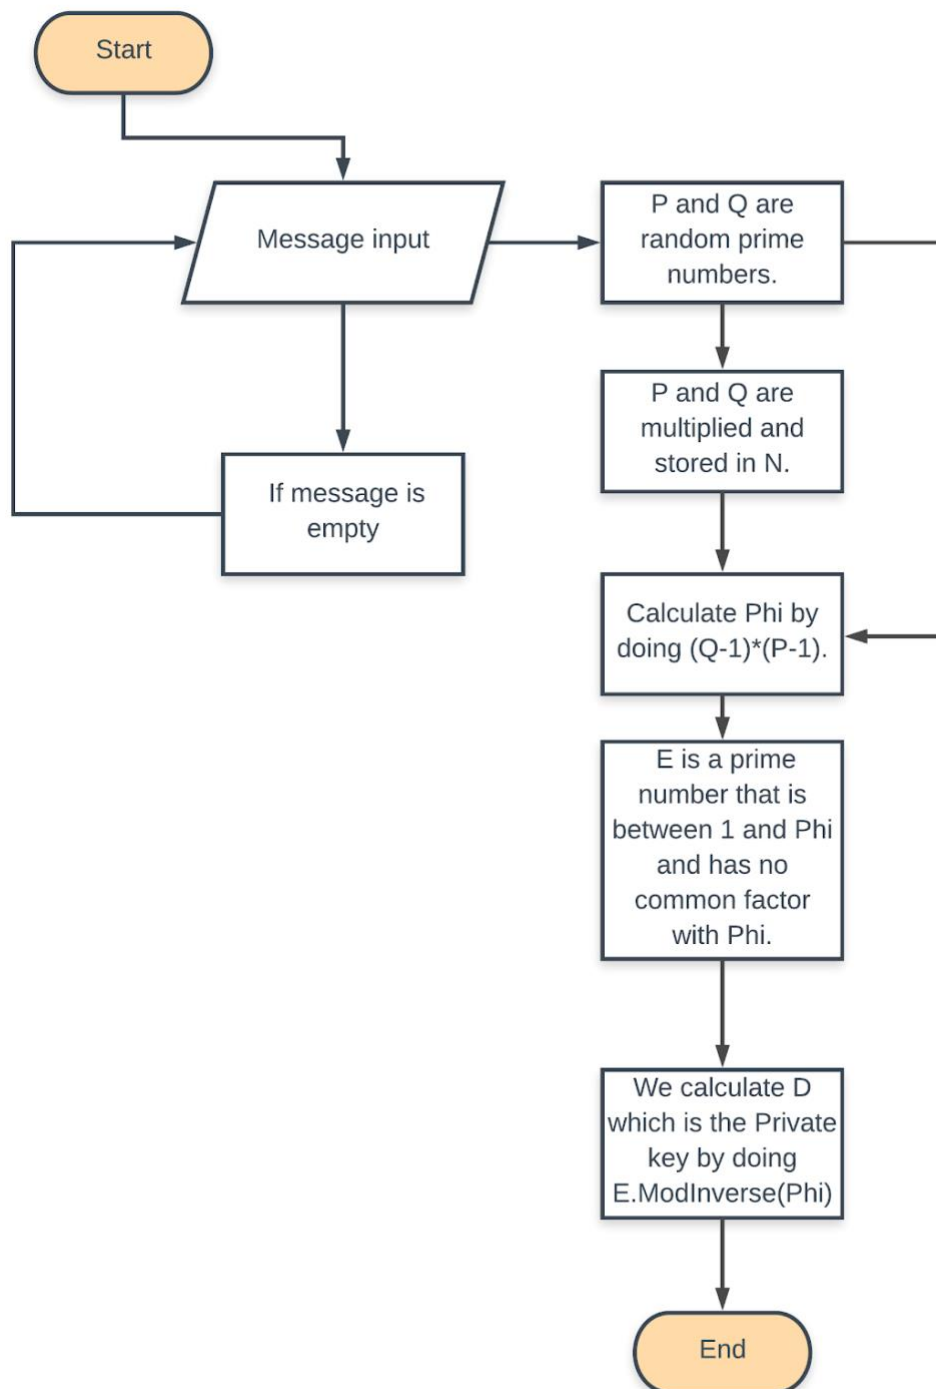 Start
Message input
If message is
empty
P and Q are
random prime
numbers.
P and Q are
multiplied and
stored in N.
Calculate Phi by
doing (Q-1)*(P-1).
E is a prime
number that is
between 1 and Phi
and has no
common factor
with Phi.
We calculate D
which is the Private
key by doing
E.ModInverse(Phi)
End